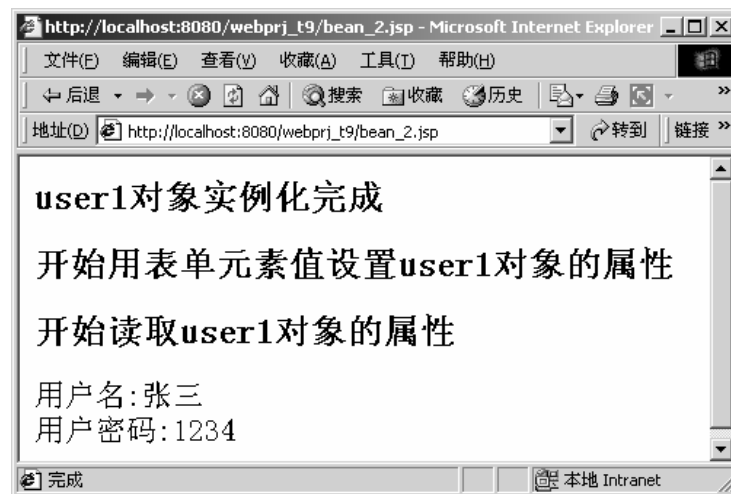 http://localhost:8080/webprj_t9/bean_2.jsp - Microsoft Internet Explorer
文件(F) 编辑(E) 查看(V) 收藏(A) 工具(T) 帮助(H)
后退 搜索 收藏 历史 »
地址(D) http://localhost:8080/webprj_t9/bean_2.jsp 转到 链接 »
user1对象实例化完成
开始用表单元素值设置user1对象的属性
开始读取user1对象的属性
用户名:张三
用户密码:1234
完成 本地 Intranet